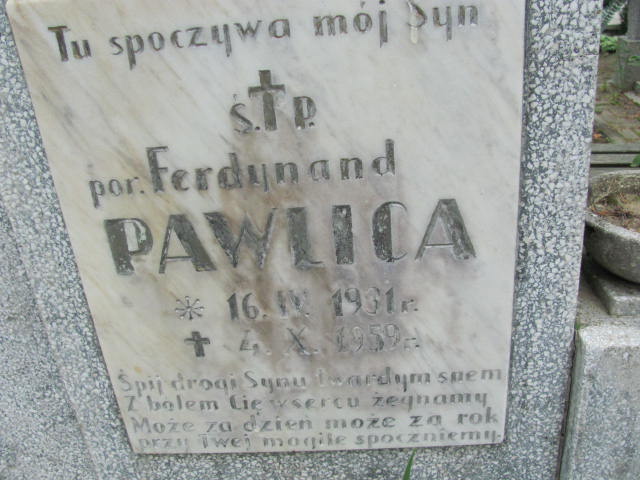 Tu spoczywa mój Syn
Ś.†P.
por. Ferdynand
PAWLICA
* 16. IV. 1931 r.
† 4. X. 1959 r.
Śpij drogi Synu twardym snem
Z bólem Cię w sercu żegnamy
Może za dzień może za rok
przy Twej mogile spoczniemy.